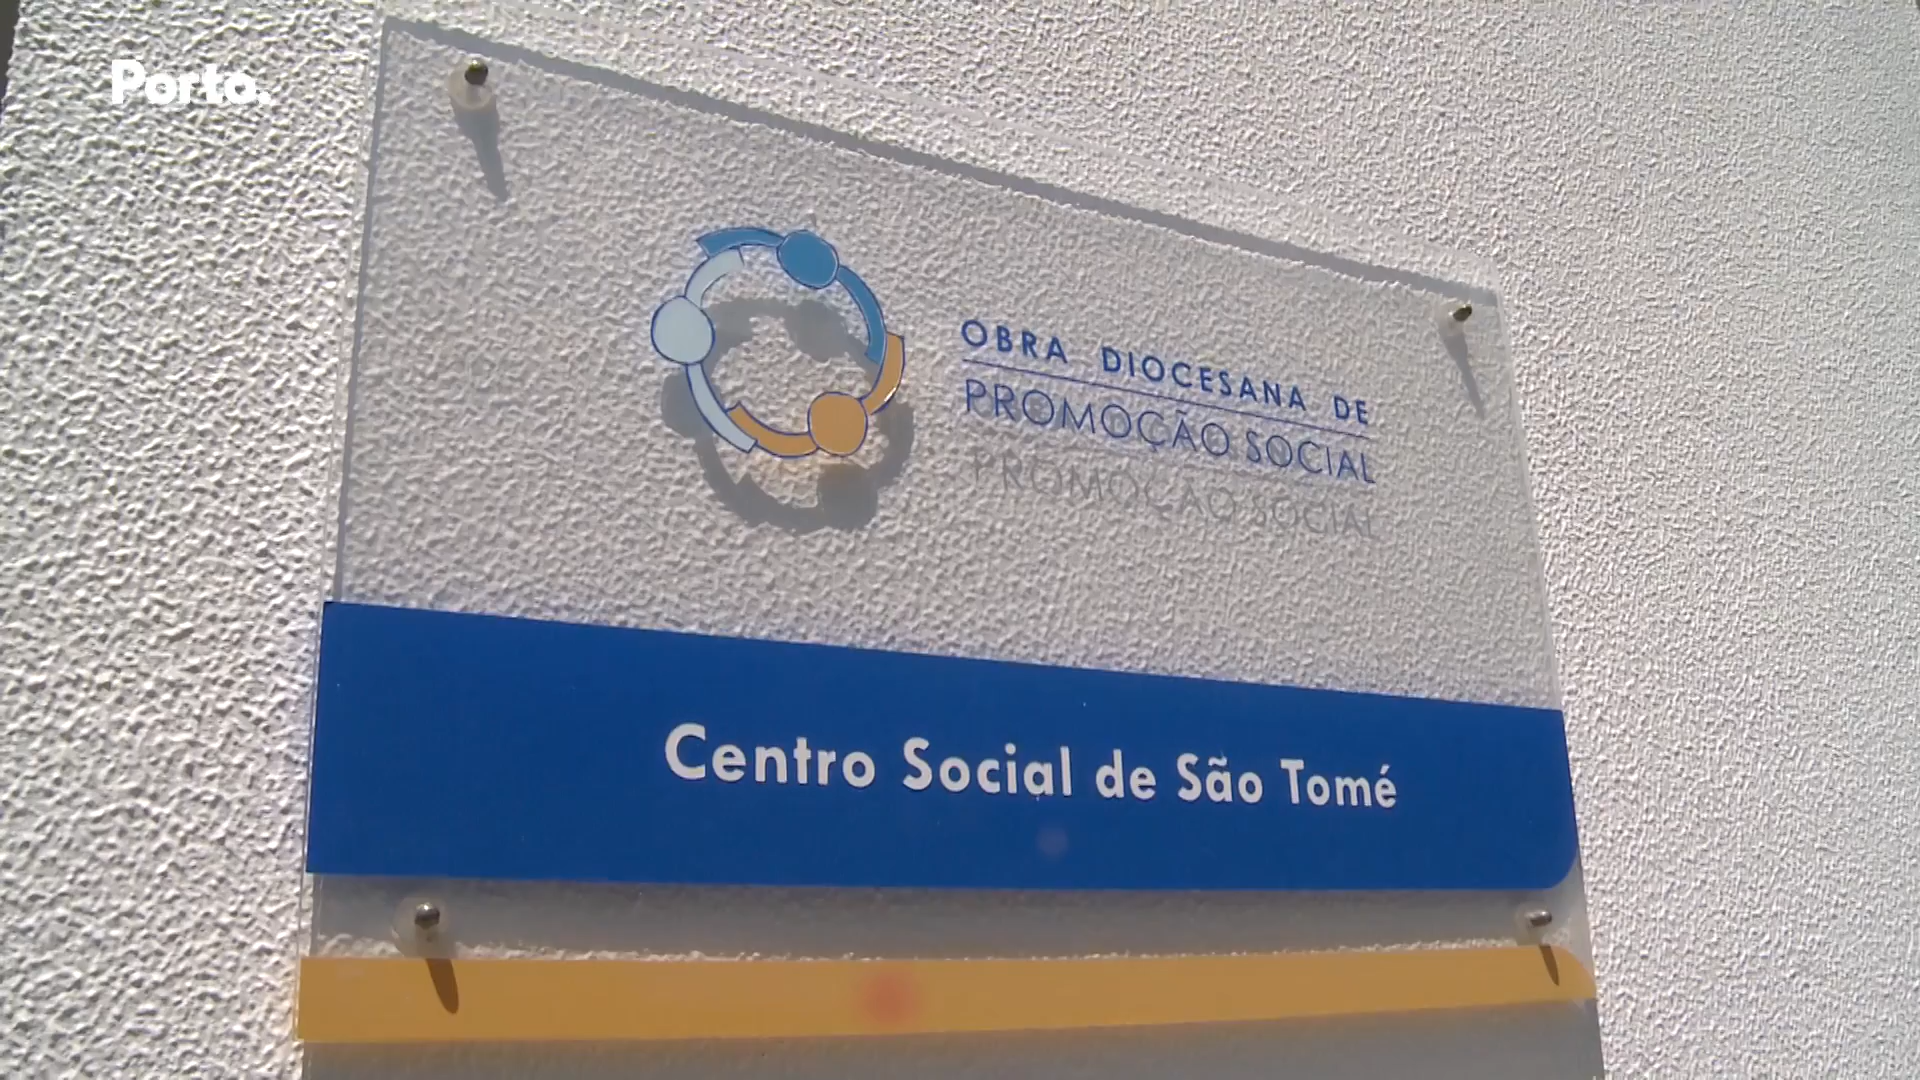 Porto.
OBRA DIOCESANA DE
PROMOÇÃO SOCIAL
Centro Social de São Tomé